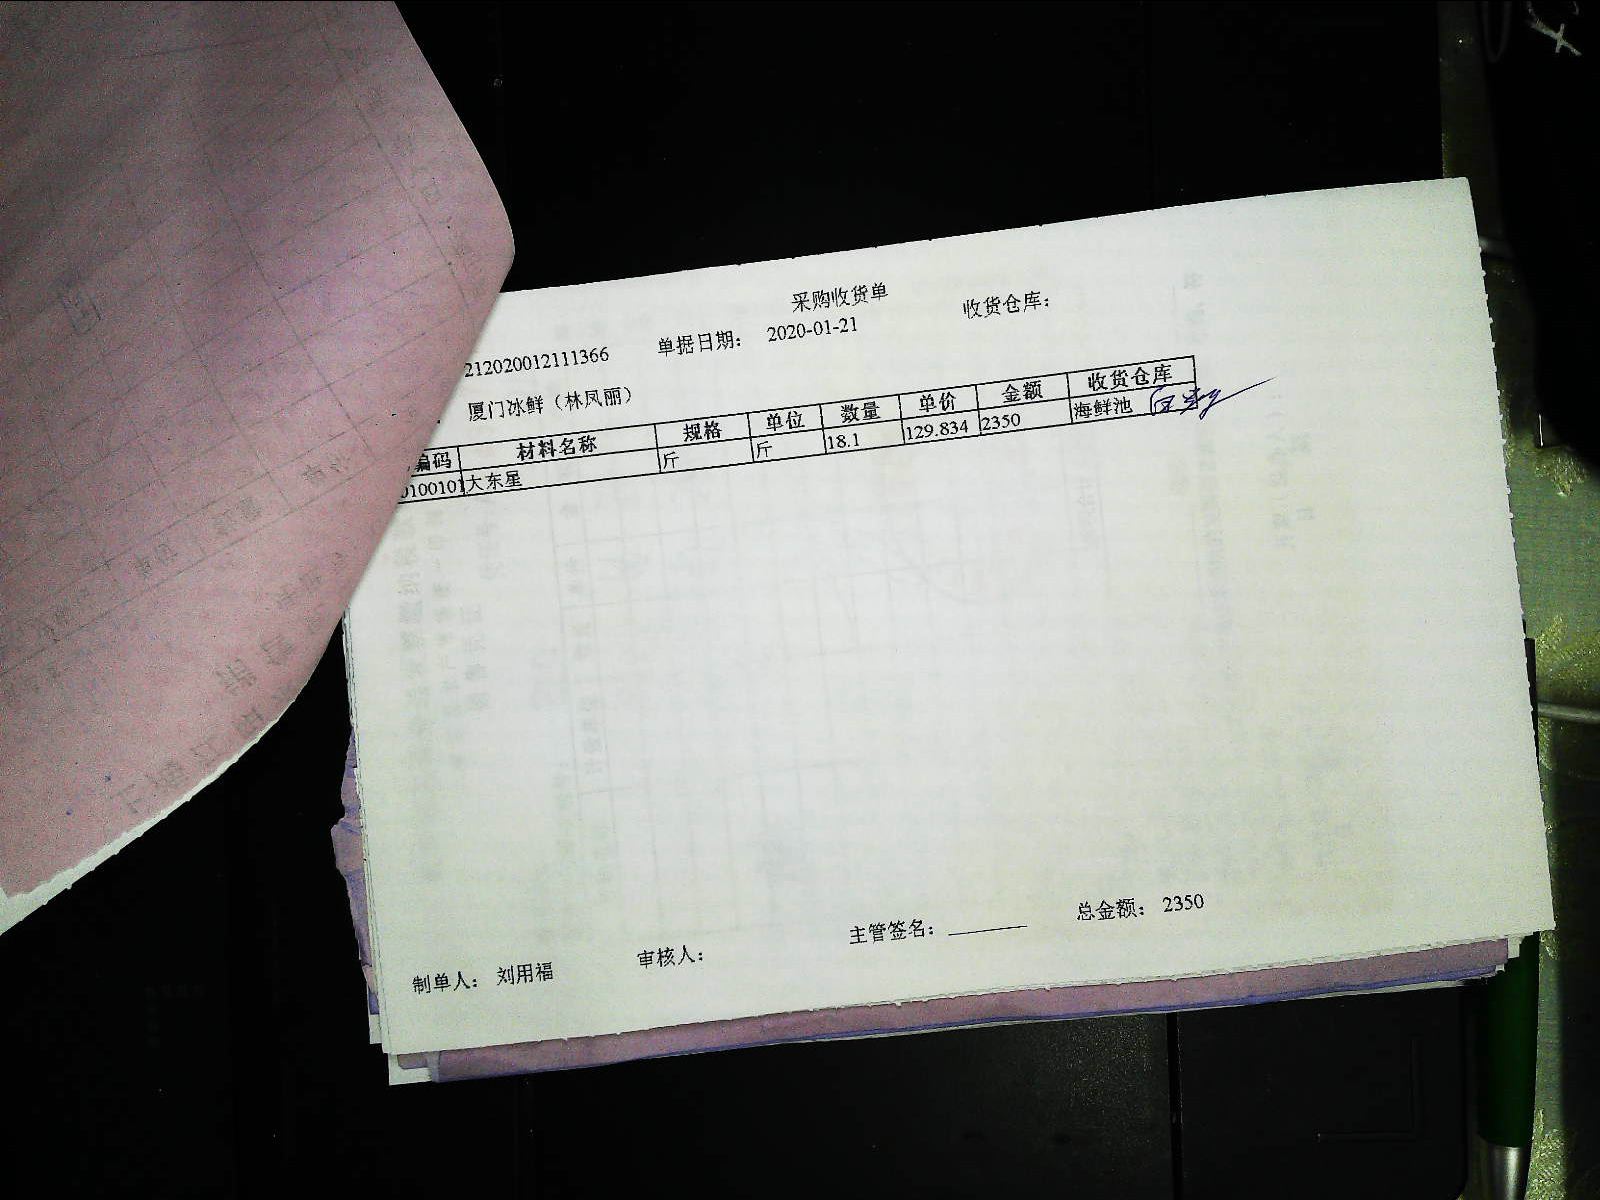 采购收货单
212020012111366 单据日期： 2020-01-21 收货仓库：
厦门冰鲜（林凤丽）
编码 材料名称 规格 单位 数量 单价 金额 收货仓库
0100101 大东星 斤 斤 18.1 129.834 2350 海鲜池
制单人： 刘用福 审核人： 主管签名： 总金额： 2350